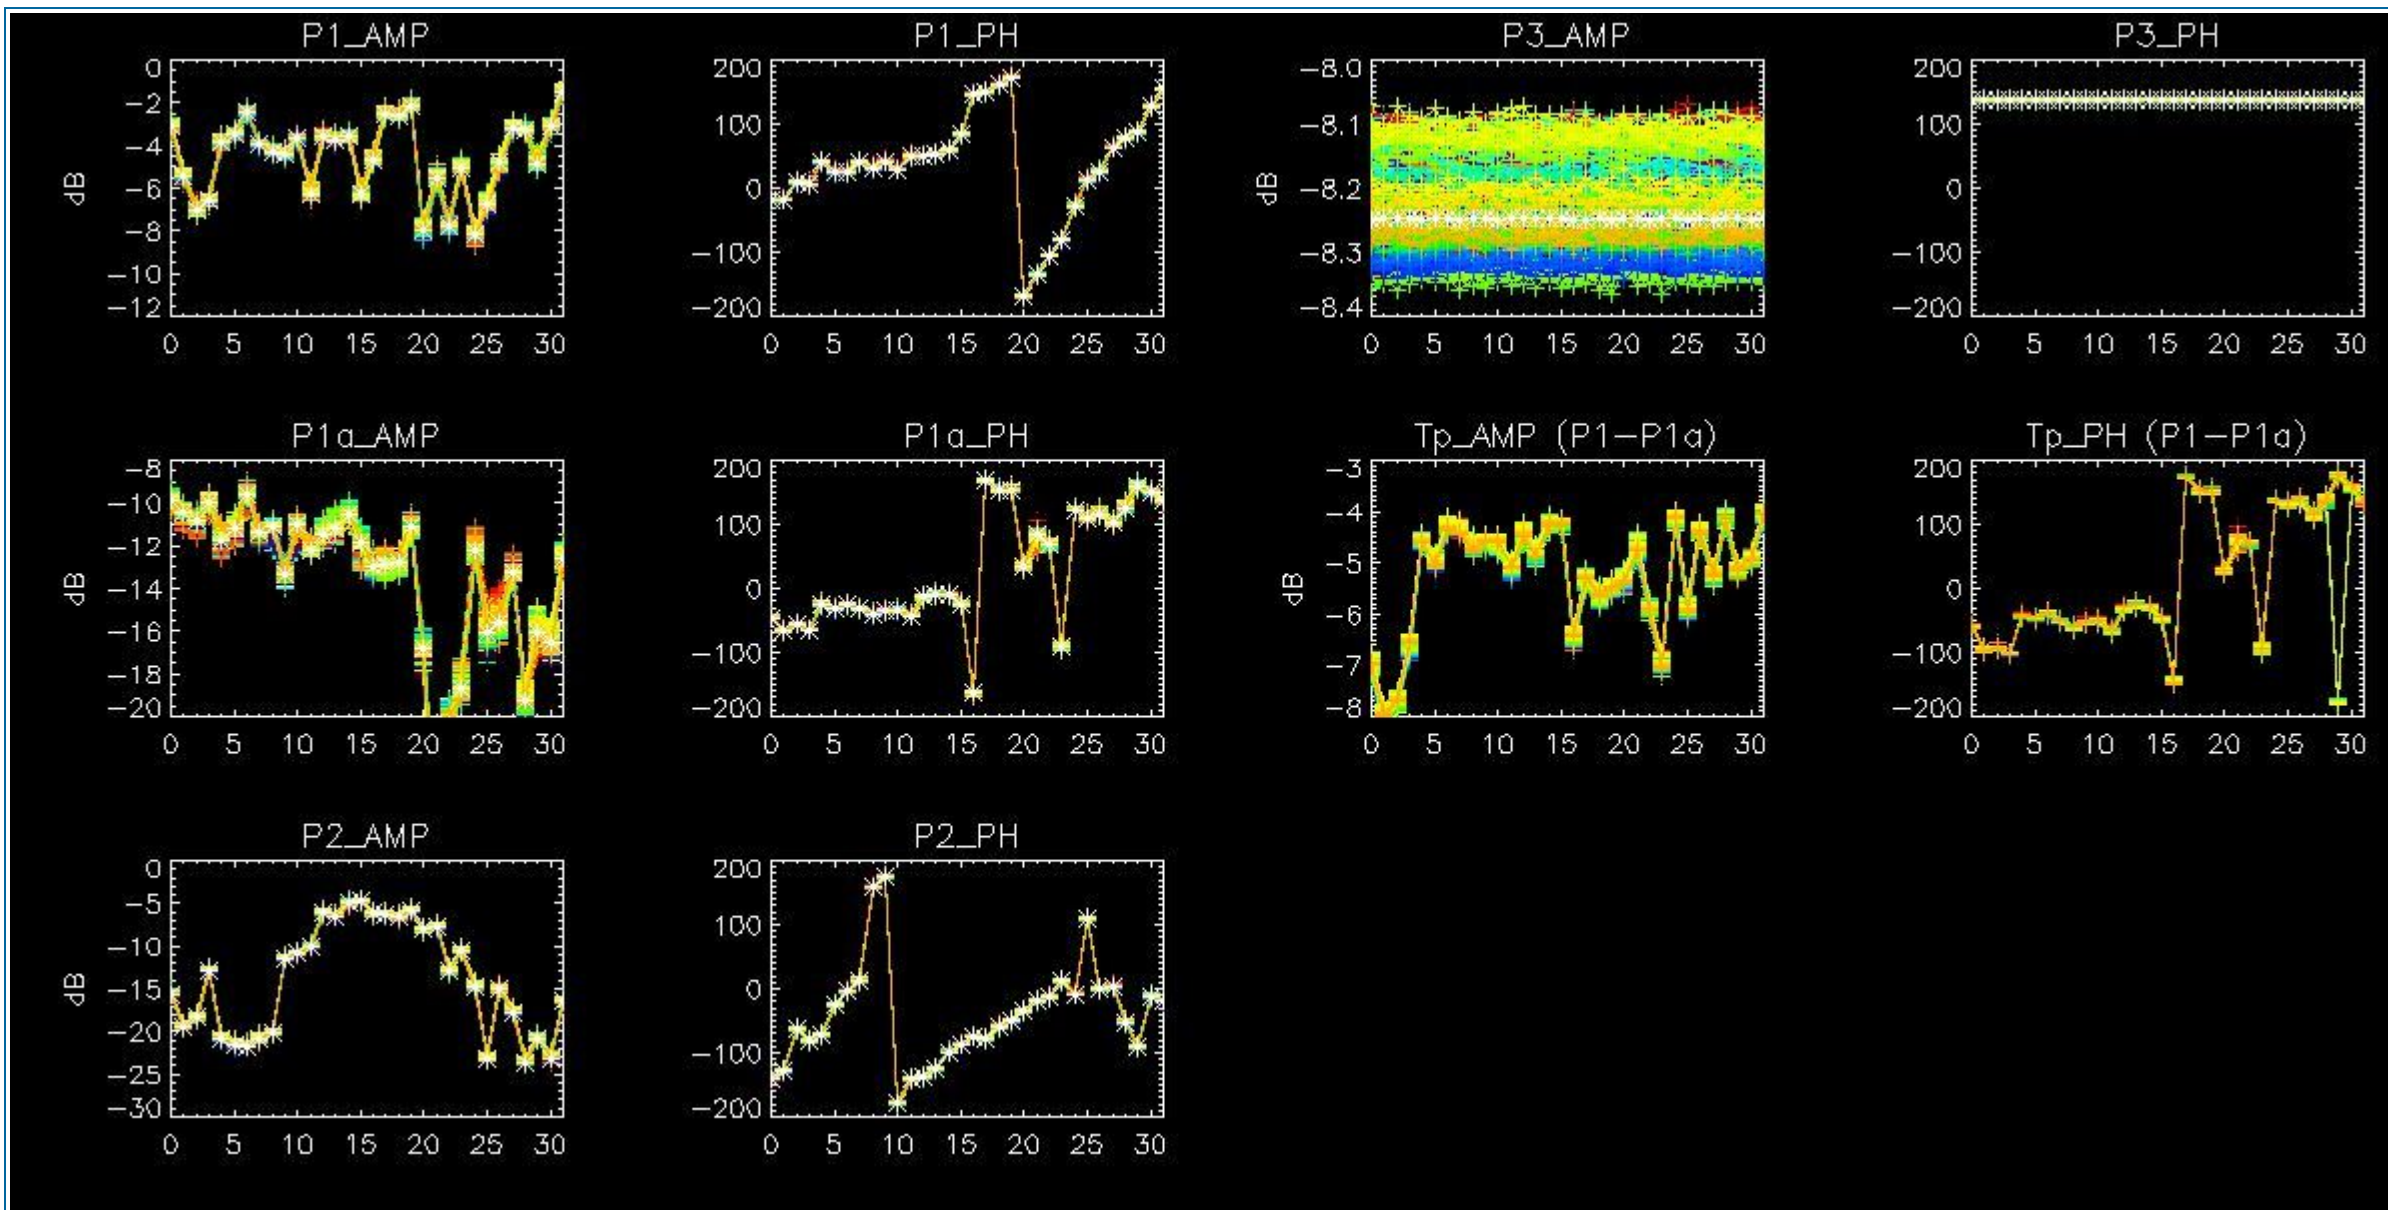 P1_AMP P1_PH P3_AMP P3_PH
0 200 -8.0 200
-2 100 -8.1 100
-4 0 -8.2 0
-6 -100 -8.3 -100
-8 -200 -8.4 -200
-10
-12
dB dB
0 5 10 15 20 25 30 0 5 10 15 20 25 30 0 5 10 15 20 25 30 0 5 10 15 20 25 30
P1a_AMP P1a_PH Tp_AMP (P1-P1a) Tp_PH (P1-P1a)
-8 200 -3 200
-10 100 -4 100
-12 0 -5 0
-14 -100 -6 -100
-16 -200 -7 -200
-18 -8
-20
dB dB
0 5 10 15 20 25 30 0 5 10 15 20 25 30 0 5 10 15 20 25 30 0 5 10 15 20 25 30
P2_AMP P2_PH
0 200
-5 100
-10 0
-15 -100
-20 -200
-25
-30
dB
0 5 10 15 20 25 30 0 5 10 15 20 25 30